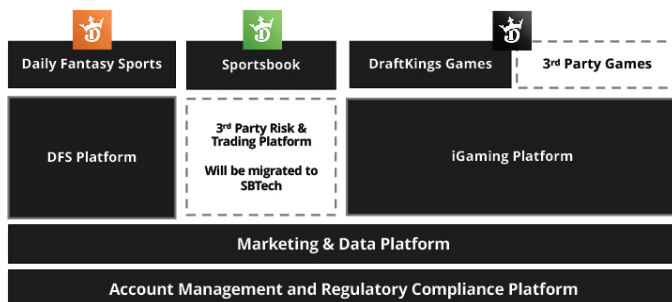 Daily Fantasy Sports
Sportsbook
DraftKings Games
3rd Party Games
DFS Platform
3rd Party Risk &
Trading Platform
Will be migrated to
SBTech
iGaming Platform
Marketing & Data Platform
Account Management and Regulatory Compliance Platform